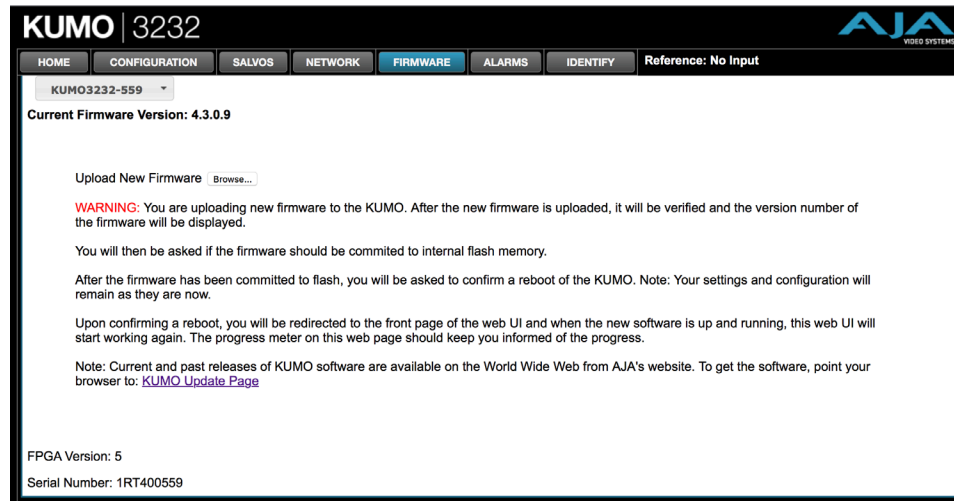 KUMO | 3232
AJA
VIDEO SYSTEMS
HOME CONFIGURATION SALVOS NETWORK FIRMWARE ALARMS IDENTIFY Reference: No Input
KUMO3232-559
Current Firmware Version: 4.3.0.9
Upload New Firmware Browse...
WARNING: You are uploading new firmware to the KUMO. After the new firmware is uploaded, it will be verified and the version number of
the firmware will be displayed.
You will then be asked if the firmware should be commited to internal flash memory.
After the firmware has been committed to flash, you will be asked to confirm a reboot of the KUMO. Note: Your settings and configuration will
remain as they are now.
Upon confirming a reboot, you will be redirected to the front page of the web UI and when the new software is up and running, this web UI will
start working again. The progress meter on this web page should keep you informed of the progress.
Note: Current and past releases of KUMO software are available on the World Wide Web from AJA's website. To get the software, point your
browser to: KUMO Update Page
FPGA Version: 5
Serial Number: 1RT400559